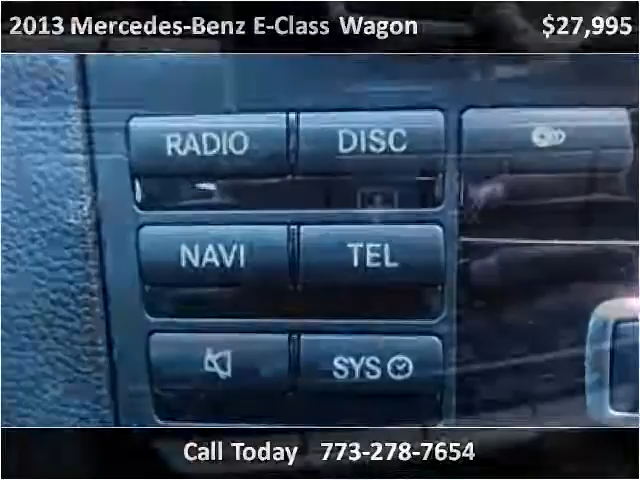 2013 Mercedes-Benz E-Class Wagon $27,995
RADIO DISC
NAVI TEL
SYS
Call Today 773-278-7654